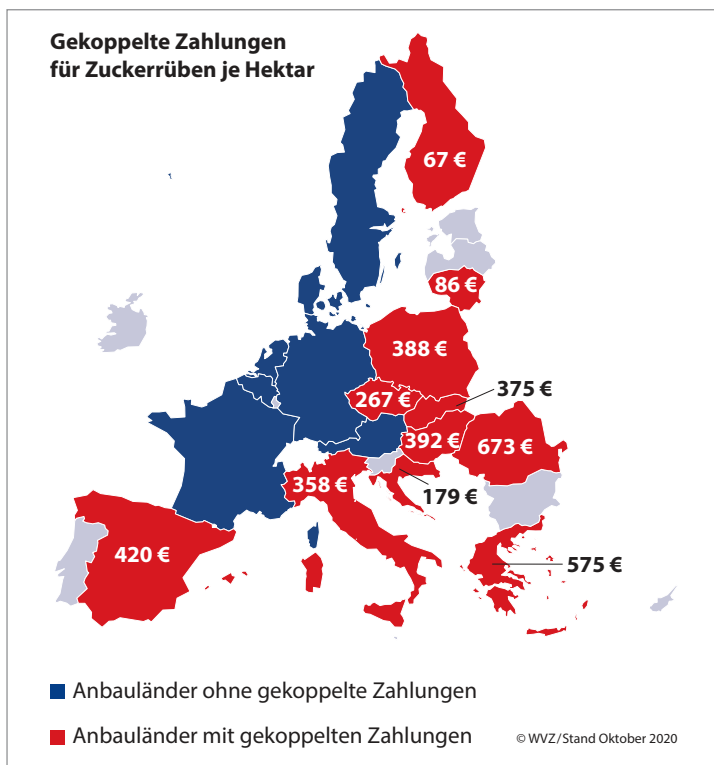 Gekoppelte Zahlungen
für Zuckerrüben je Hektar
67 €
86 €
388 €
375 €
267 €
392 €
673 €
358 €
179 €
420 €
575 €
Anbauländer ohne gekoppelte Zahlungen
Anbauländer mit gekoppelten Zahlungen
© WVZ/Stand Oktober 2020